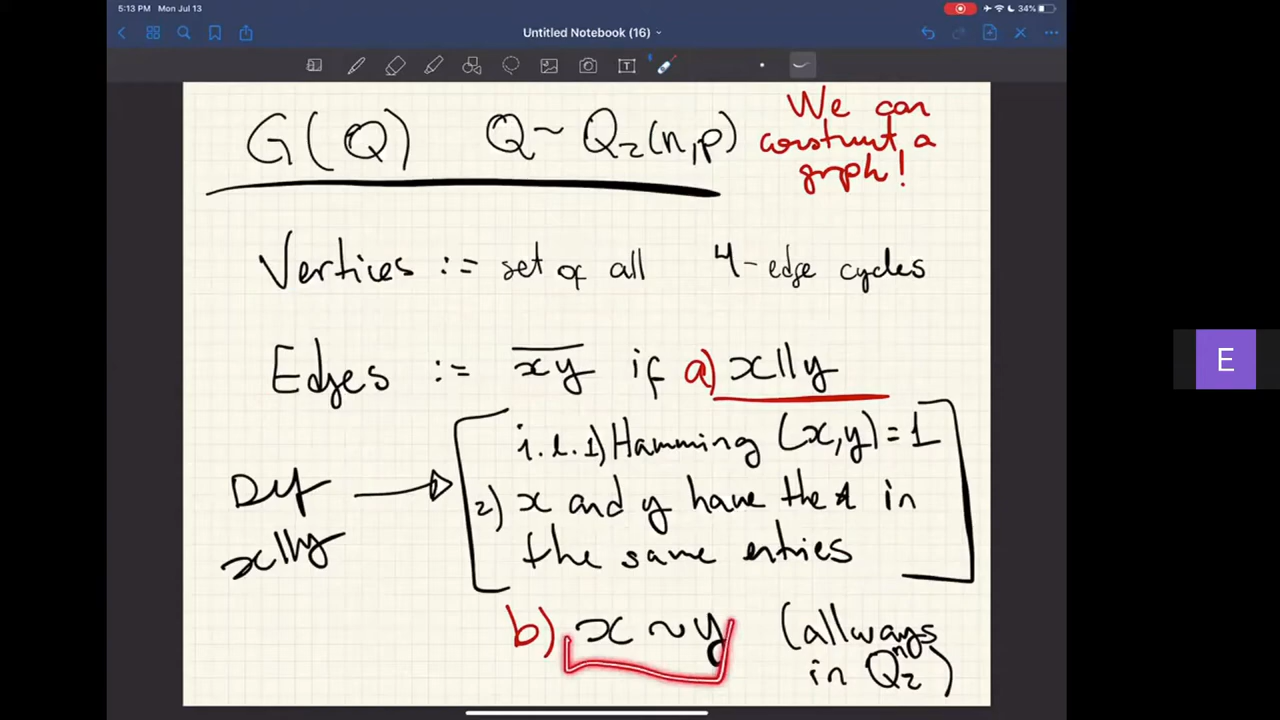 5:13 PM Mon Jul 13
34%
Untitled Notebook (16)
G(Q) Q~Q₂(n,p)
We can
construct a
graph!
Vertices := set of all 4-edge cycles
Edges := xy if a) x||y
i.e. 1) Hamming (x,y)=1
Def
x||y
2) x and y have the * in
the same entries
b) x ~ y
(allways
in Q₂ⁿ)
E